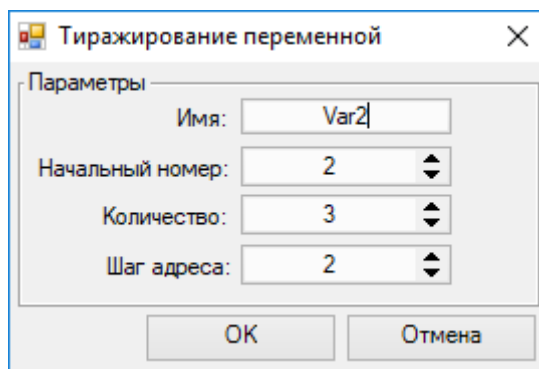 Тиражирование переменной
Параметры
Имя: Var2
Начальный номер: 2
Количество: 3
Шаг адреса: 2
OK Отмена